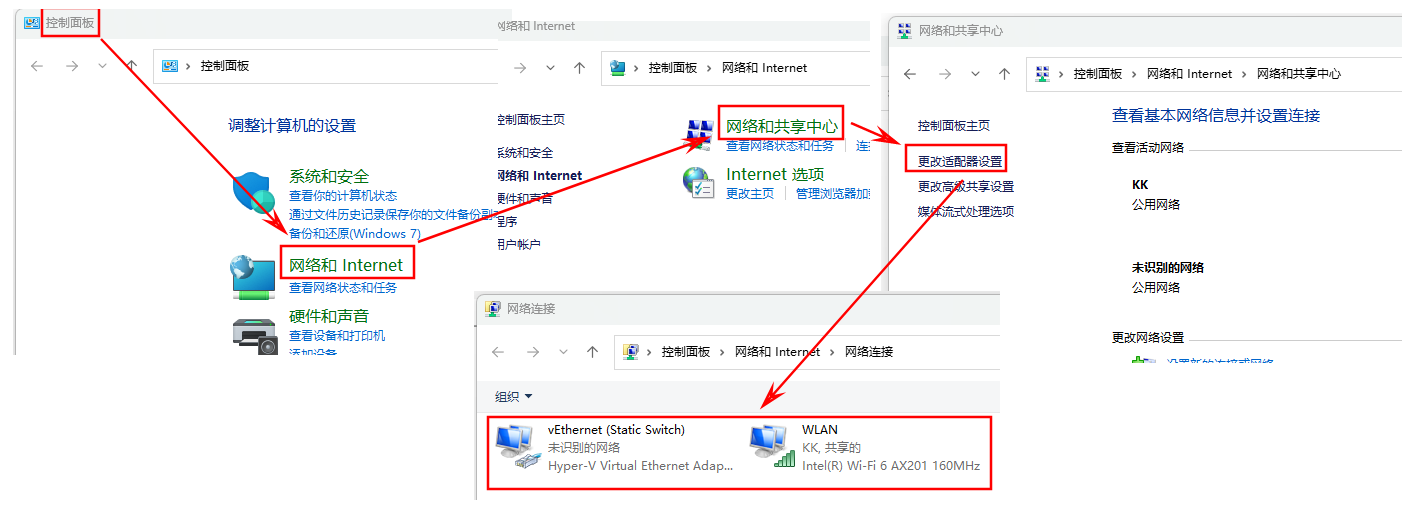 控制面板
控制面板
调整计算机的设置
系统和安全
查看你的计算机状态
通过文件历史记录保存你的文件备份副
备份和还原(Windows 7)
网络和 Internet
查看网络状态和任务
硬件和声音
查看设备和打印机
添加设备
网络和 Internet
控制面板 网络和 Internet
控制面板主页
系统和安全
网络和 Internet
硬件和声音
程序
用户帐户
网络和共享中心
查看网络状态和任务
Internet 选项
更改主页 管理浏览器加
网络和共享中心
控制面板 网络和 Internet 网络和共享中心
控制面板主页
更改适配器设置
更改高级共享设置
媒体流式处理选项
查看基本网络信息并设置连接
查看活动网络
KK
公用网络
未识别的网络
公用网络
更改网络设置
设置新的连接或网络
网络连接
控制面板 网络和 Internet 网络连接
组织
vEthernet (Static Switch)
未识别的网络
Hyper-V Virtual Ethernet Adap...
WLAN
KK, 共享的
Intel(R) Wi-Fi 6 AX201 160MHz